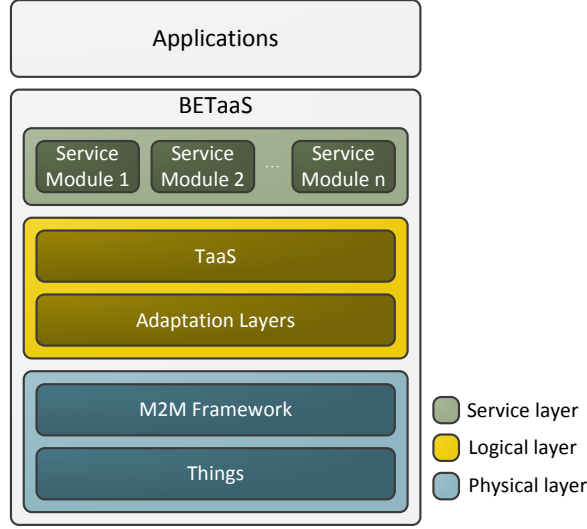 Applications
BETaaS
Service
Module 1
Service
Module 2
...
Service
Module n
TaaS
Adaptation Layers
M2M Framework
Things
Service layer
Logical layer
Physical layer